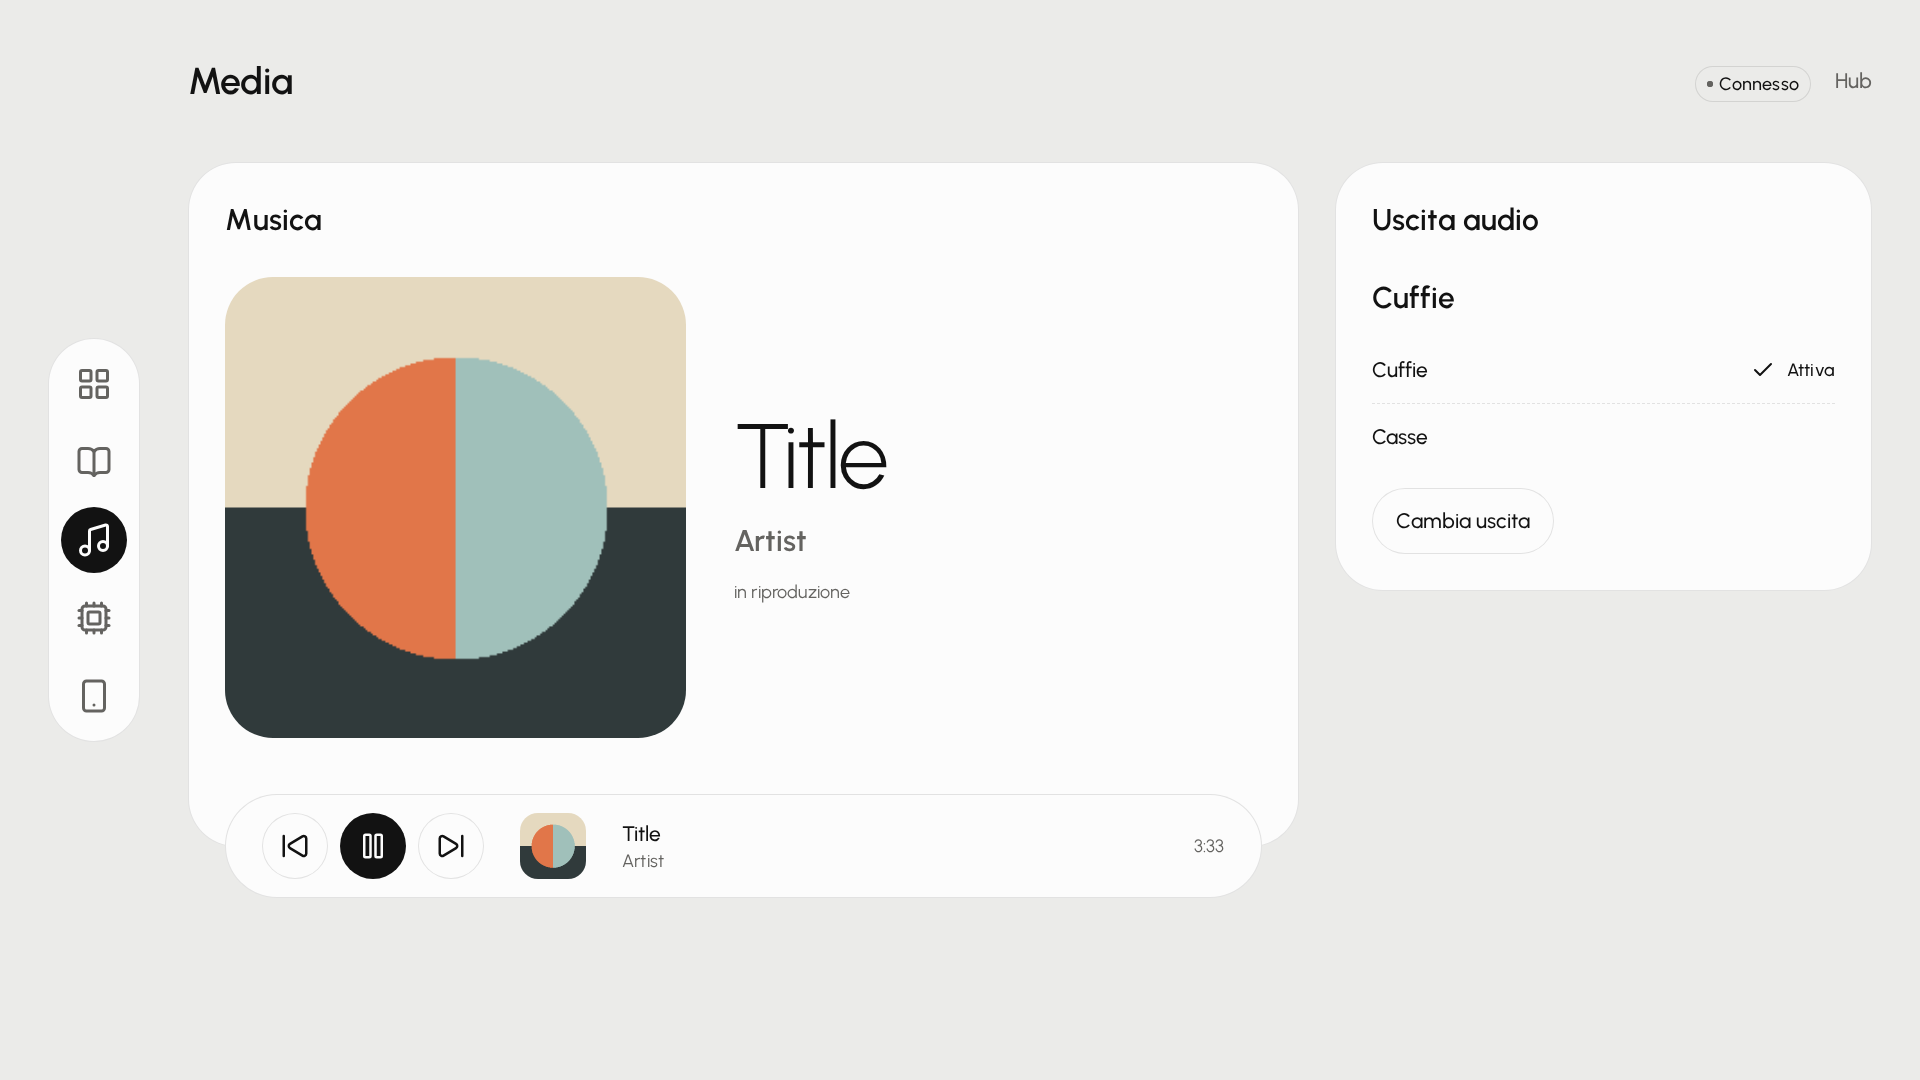 Media
Connesso
Hub
Musica
Title
Artist
in riproduzione
Title
Artist
3:33
Uscita audio
Cuffie
Cuffie
Attiva
Casse
Cambia uscita